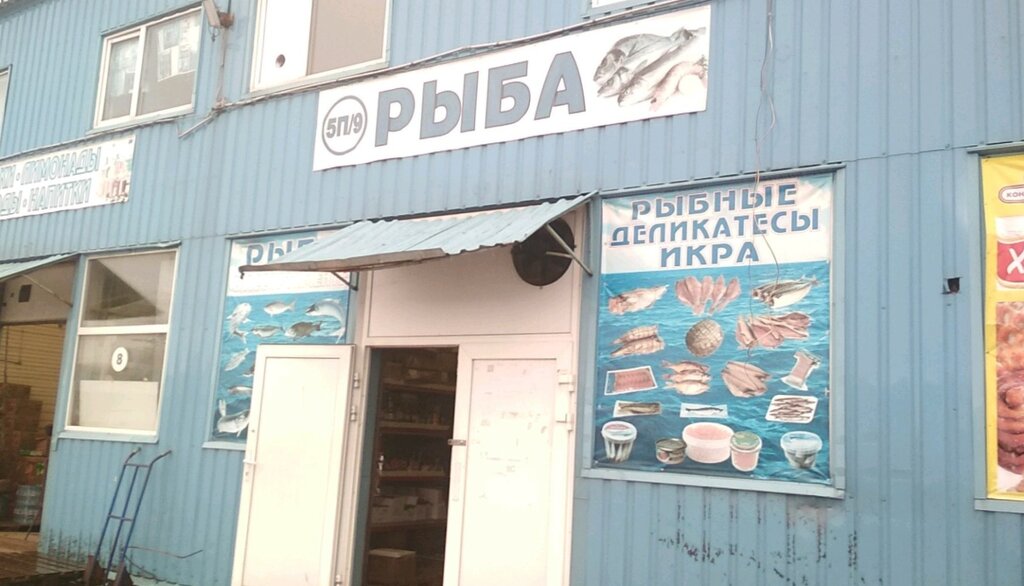 5П/9 РЫБА
ЛИМОНАДЫ
НАПИТКИ
РЫБНЫЕ
ДЕЛИКАТЕСЫ
ИКРА
8